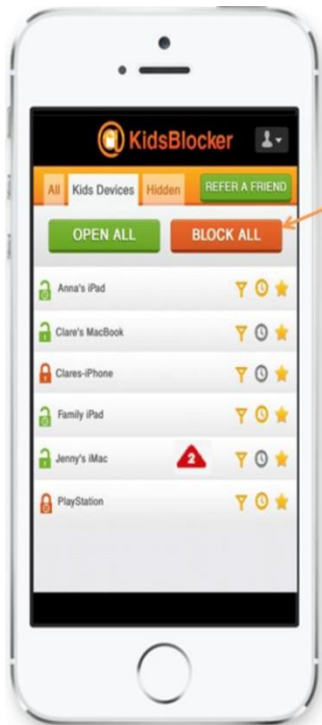 KidsBlocker
All Kids Devices Hidden REFER A FRIEND
OPEN ALL BLOCK ALL
Anna's iPad
Clare's MacBook
Clares-iPhone
Family iPad
Jenny's iMac 2
PlayStation